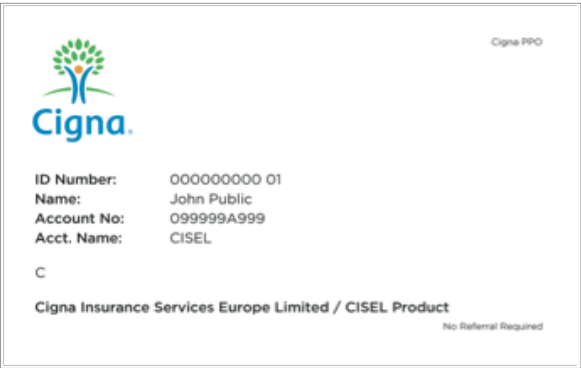 Cigna PPO
Cigna.
ID Number: 000000000 01
Name: John Public
Account No: 099999A999
Acct. Name: CISEL
C
Cigna Insurance Services Europe Limited / CISEL Product
No Referral Required